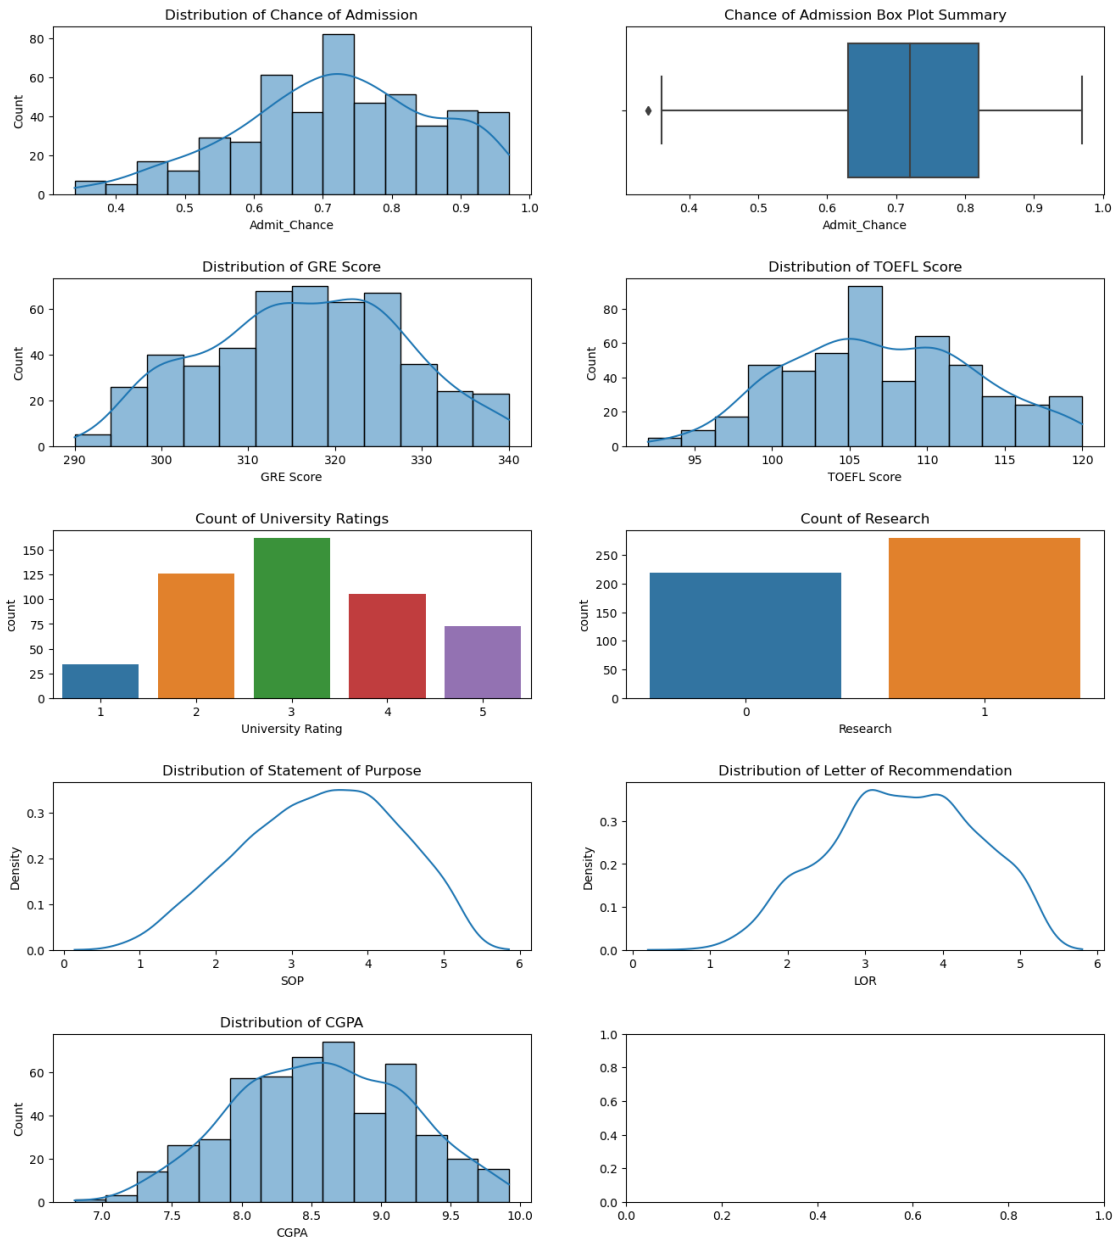 Distribution of Chance of Admission
80
60
40
20
0
Count
0.4 0.5 0.6 0.7 0.8 0.9 1.0
Admit_Chance
Chance of Admission Box Plot Summary
0.4 0.5 0.6 0.7 0.8 0.9 1.0
Admit_Chance
Distribution of GRE Score
60
40
20
0
Count
290 300 310 320 330 340
GRE Score
Distribution of TOEFL Score
80
60
40
20
0
Count
95 100 105 110 115 120
TOEFL Score
Count of University Ratings
150
125
100
75
50
25
0
count
1 2 3 4 5
University Rating
Count of Research
250
200
150
100
50
0
count
0 1
Research
Distribution of Statement of Purpose
0.3
0.2
0.1
0.0
Density
0 1 2 3 4 5 6
SOP
Distribution of Letter of Recommendation
0.3
0.2
0.1
0.0
Density
0 1 2 3 4 5 6
LOR
Distribution of CGPA
60
40
20
0
Count
7.0 7.5 8.0 8.5 9.0 9.5 10.0
CGPA
1.0
0.8
0.6
0.4
0.2
0.0
0.0 0.2 0.4 0.6 0.8 1.0